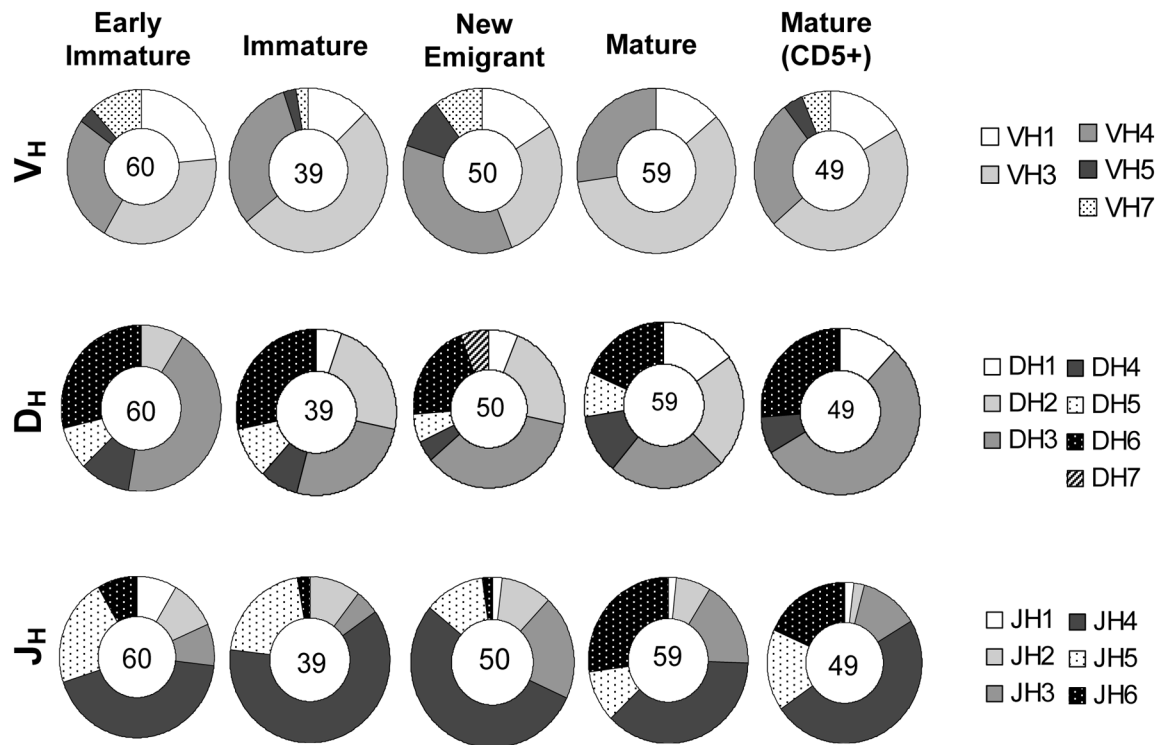 Early
Immature
Immature
New
Emigrant
Mature
Mature
(CD5+)
VH
60
39
50
59
49
VH1
VH4
VH3
VH5
VH7
DH
60
39
50
59
49
DH1
DH4
DH2
DH5
DH3
DH6
DH7
JH
60
39
50
59
49
JH1
JH4
JH2
JH5
JH3
JH6